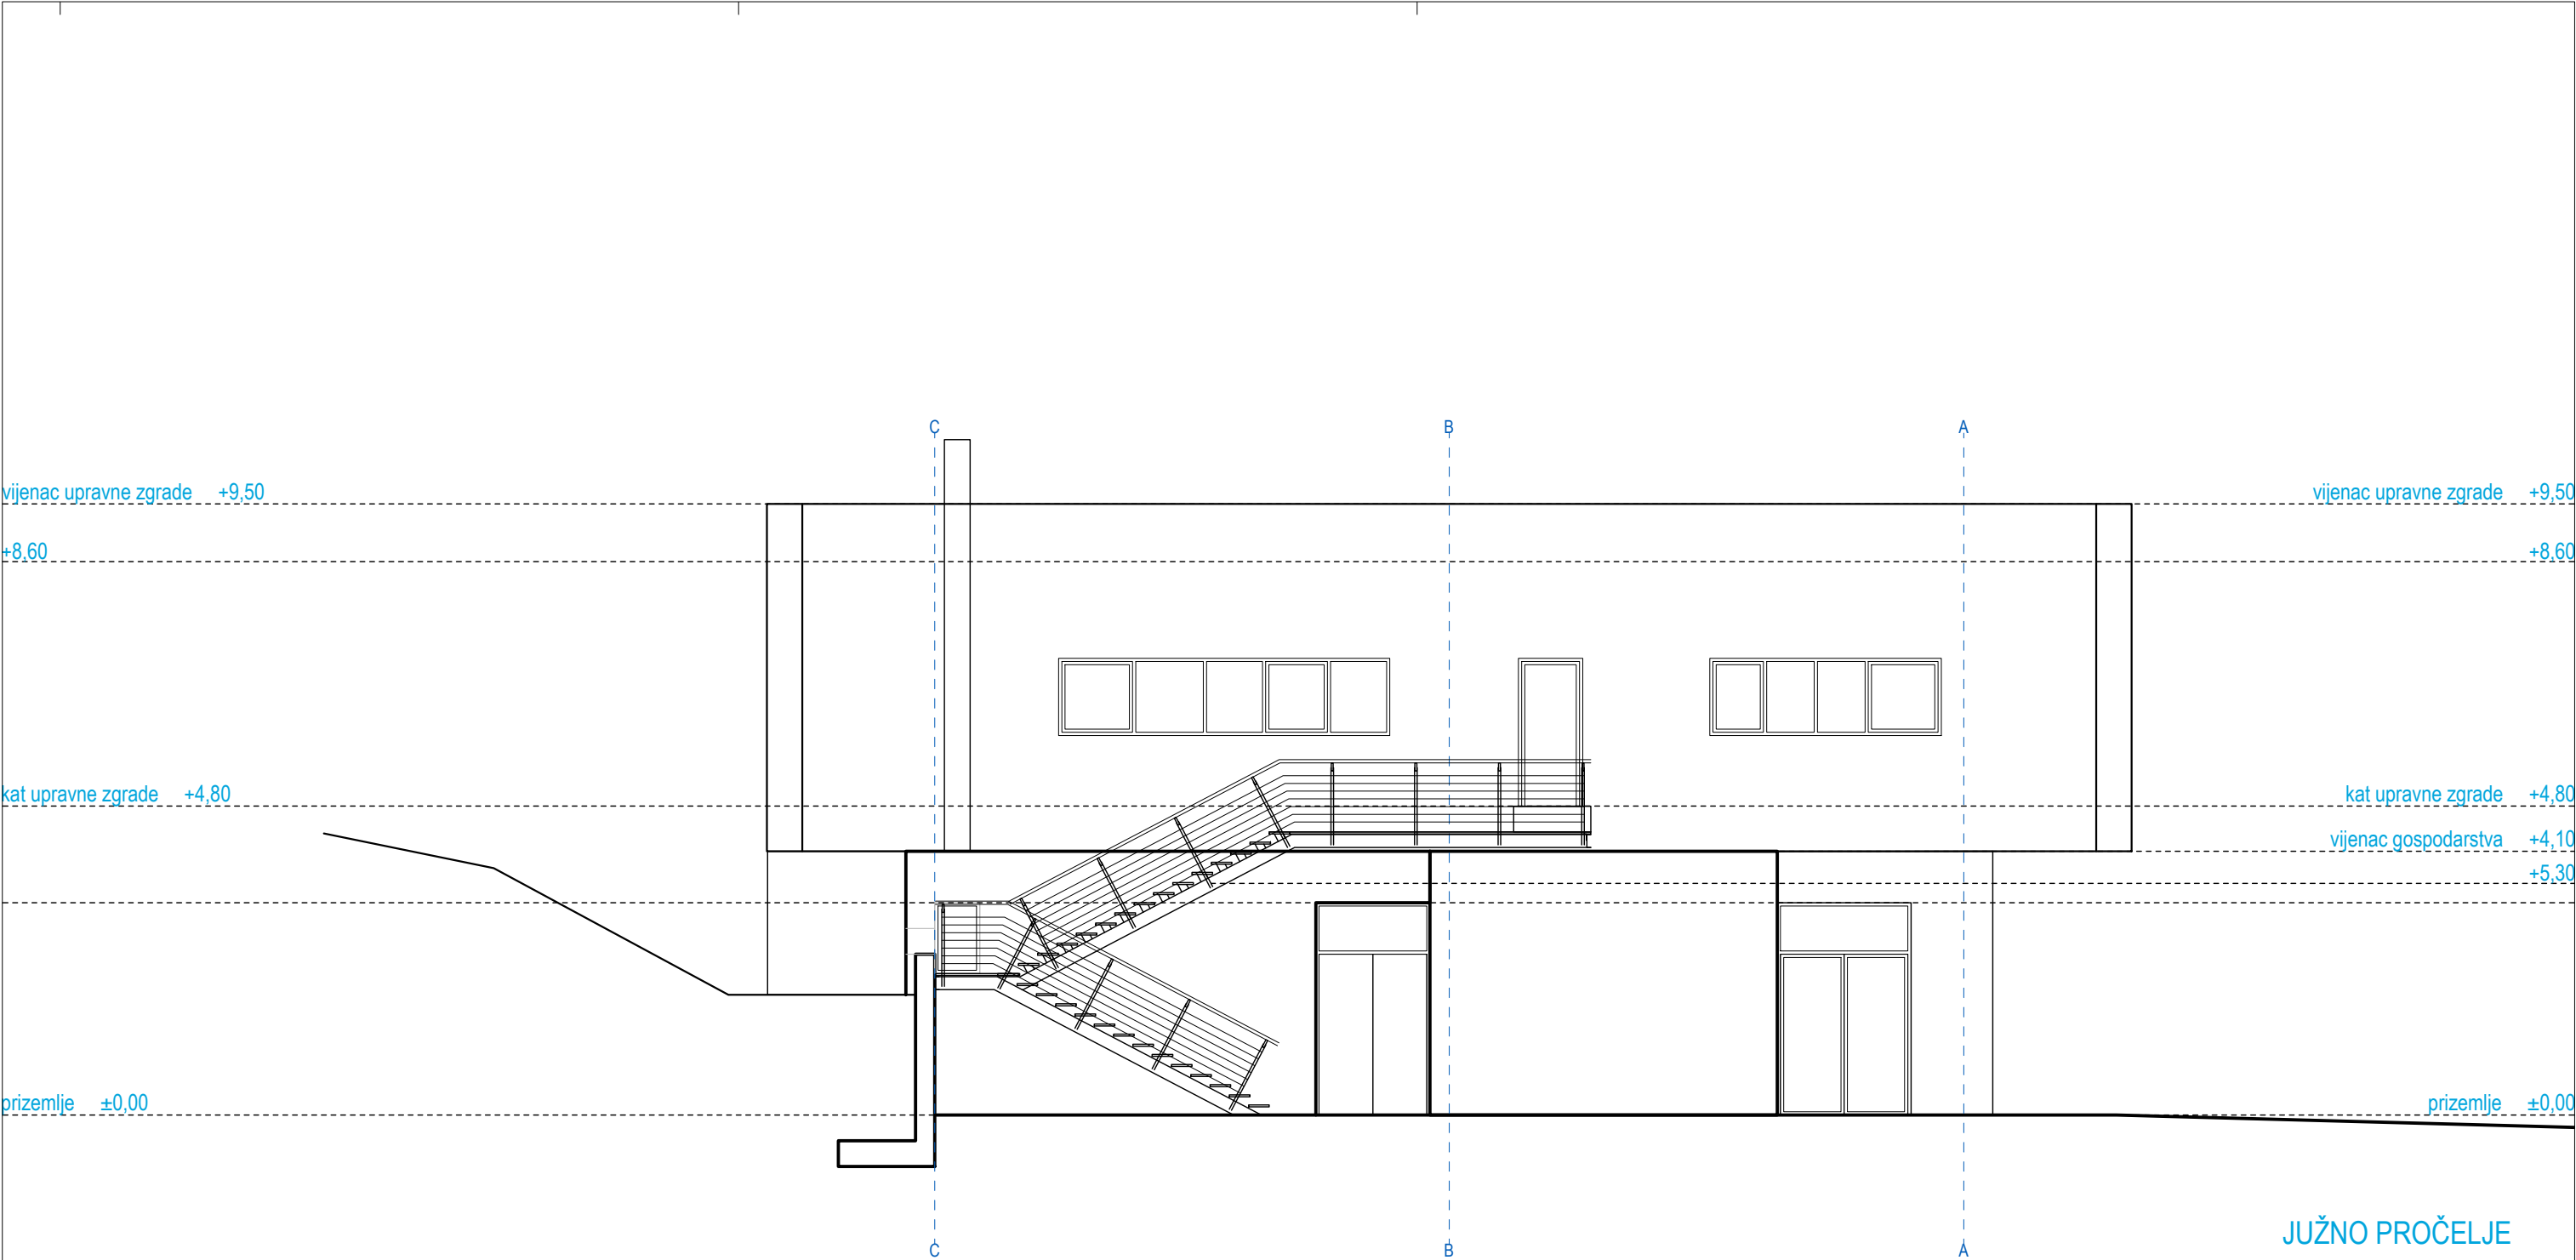 C B A
vijenac upravne zgrade +9,50 vijenac upravne zgrade +9,50
+8,60 +8,60
kat upravne zgrade +4,80 kat upravne zgrade +4,80
vijenac gospodarstva +4,10
+5,30
prizemlje ±0,00 prizemlje ±0,00
JUŽNO PROČELJE
C B A